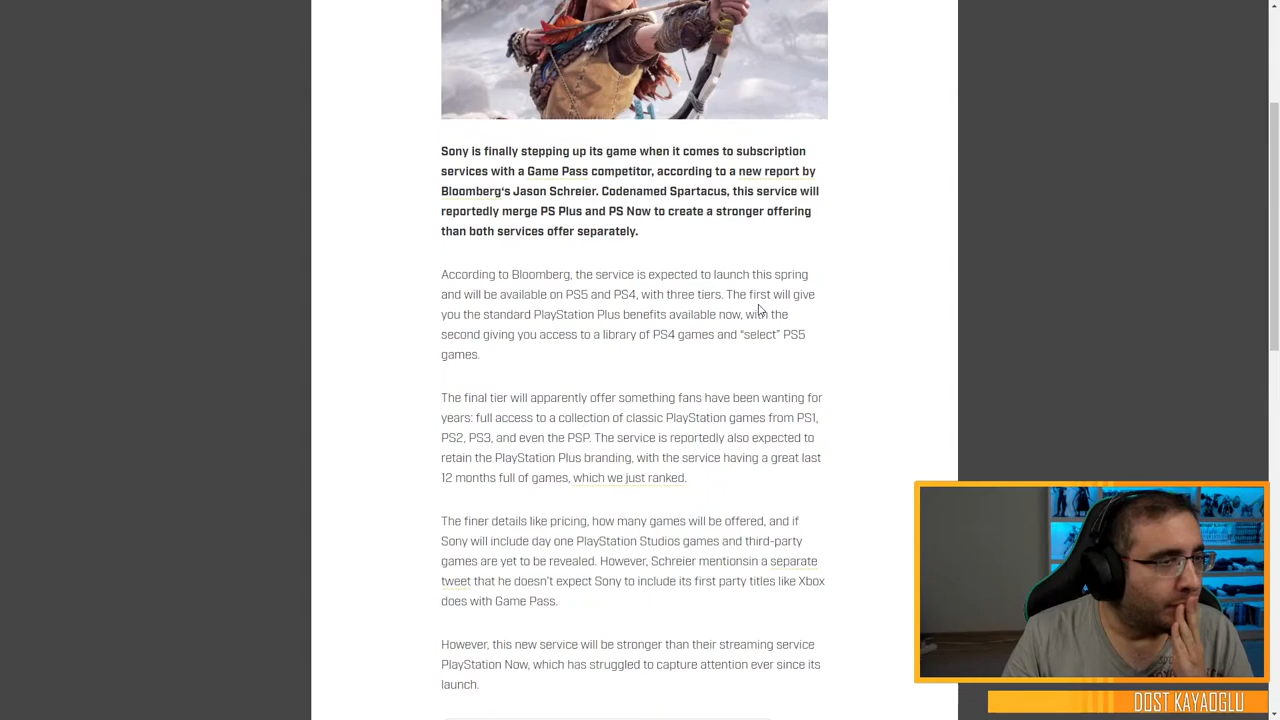 Sony is finally stepping up its game when it comes to subscription
services with a Game Pass competitor, according to a new report by
Bloomberg‘s Jason Schreier. Codenamed Spartacus, this service will
reportedly merge PS Plus and PS Now to create a stronger offering
than both services offer separately.
According to Bloomberg, the service is expected to launch this spring
and will be available on PS5 and PS4, with three tiers. The first will give
you the standard PlayStation Plus benefits available now, with the
second giving you access to a library of PS4 games and “select” PS5
games.
The final tier will apparently offer something fans have been wanting for
years: full access to a collection of classic PlayStation games from PS1,
PS2, PS3, and even the PSP. The service is reportedly also expected to
retain the PlayStation Plus branding, with the service having a great last
12 months full of games, which we just ranked.
The finer details like pricing, how many games will be offered, and if
Sony will include day one PlayStation Studios games and third-party
games are yet to be revealed. However, Schreier mentionsin a separate
tweet that he doesn’t expect Sony to include its first party titles like Xbox
does with Game Pass.
However, this new service will be stronger than their streaming service
PlayStation Now, which has struggled to capture attention ever since its
launch.
DOST KAYAOGLU